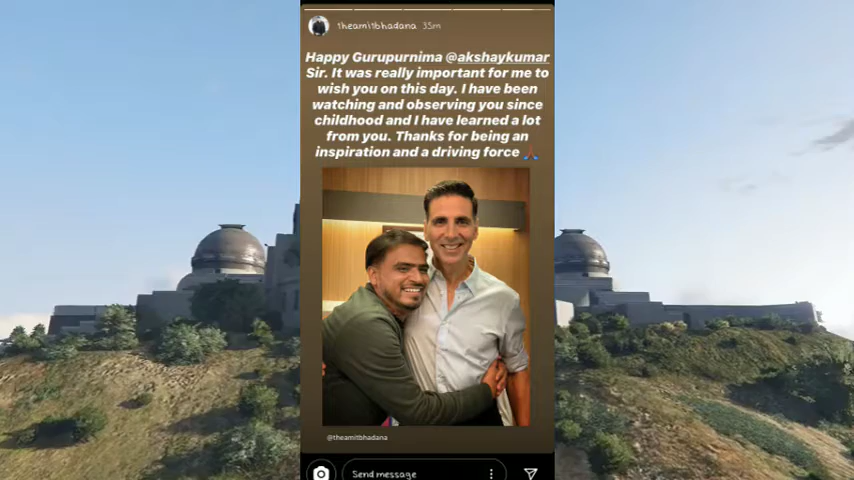 theamitbhadana 35m
Happy Gurupurnima @akshaykumar
Sir. It was really important for me to
wish you on this day. I have been
watching and observing you since
childhood and I have learned a lot
from you. Thanks for being an
inspiration and a driving force 🙏
@theamitbhadana
Send message